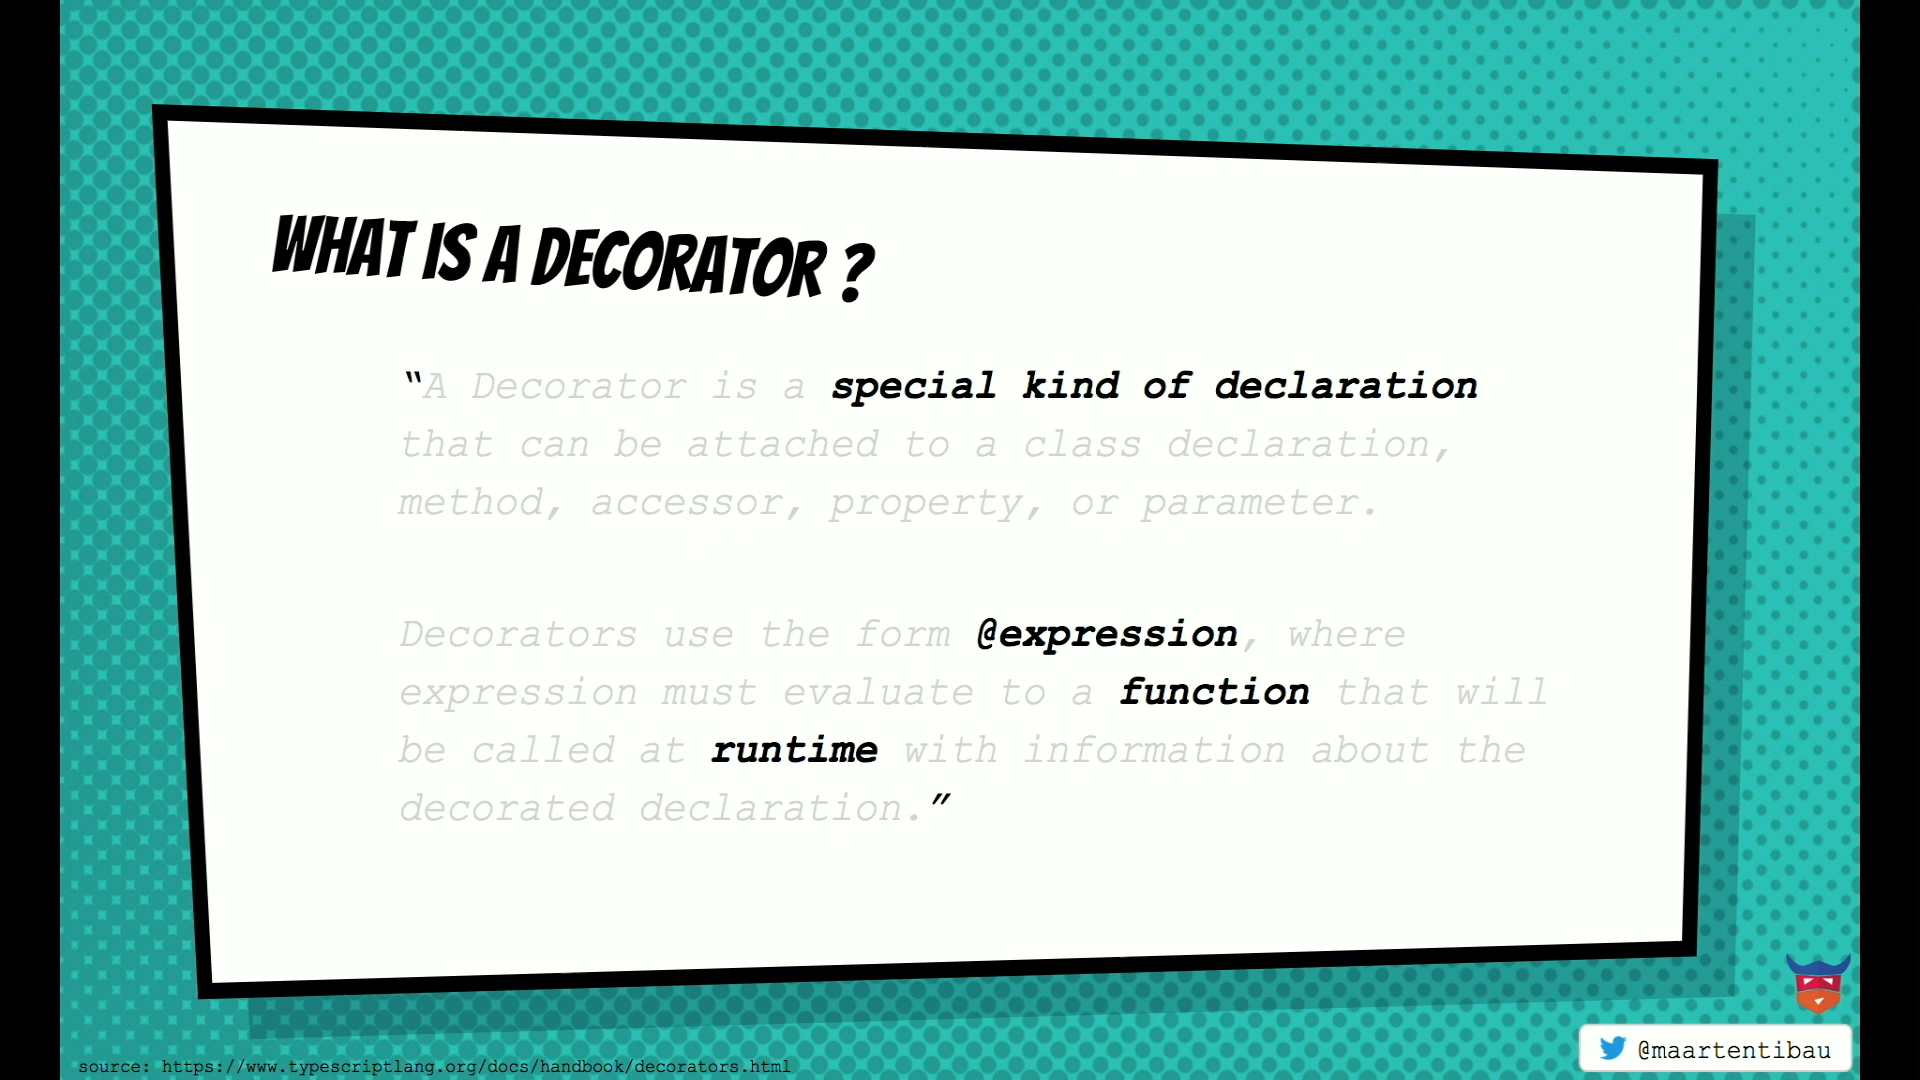 WHAT IS A DECORATOR ?
“A Decorator is a special kind of declaration
that can be attached to a class declaration,
method, accessor, property, or parameter.
Decorators use the form @expression, where
expression must evaluate to a function that will
be called at runtime with information about the
decorated declaration.”
source: https://www.typescriptlang.org/docs/handbook/decorators.html
@maartentibau